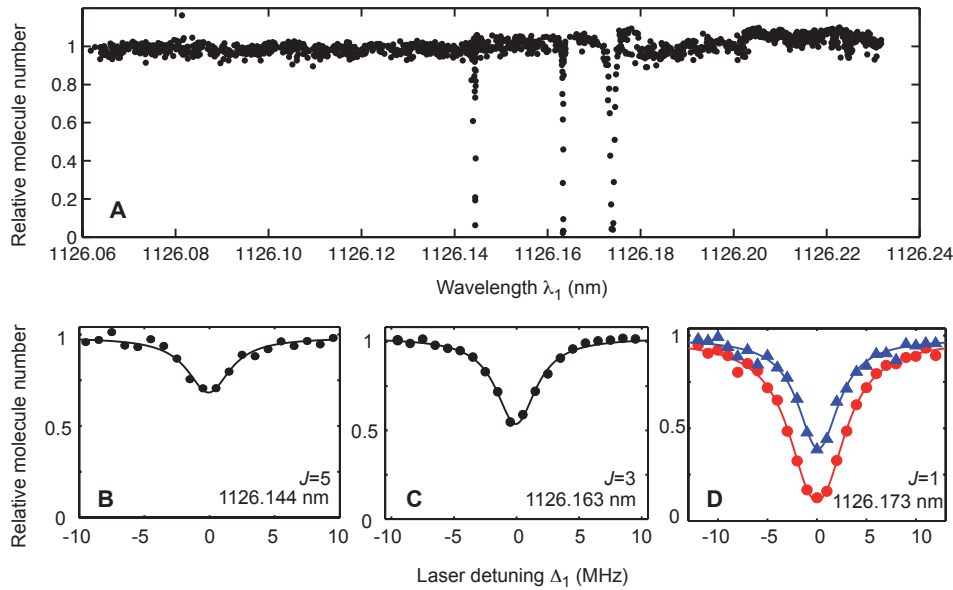 Relative molecule number
1
0.8
0.6
0.4
0.2
0
A
1126.06 1126.08 1126.10 1126.12 1126.14 1126.16 1126.18 1126.20 1126.22 1126.24
Wavelength λ1 (nm)
Relative molecule number
1
0.5
0
B
J=5
1126.144 nm
-10 -5 0 5 10
1
0.5
0
C
J=3
1126.163 nm
-10 -5 0 5 10
1
0.5
0
D
J=1
1126.173 nm
-10 -5 0 5 10
Laser detuning Δ1 (MHz)